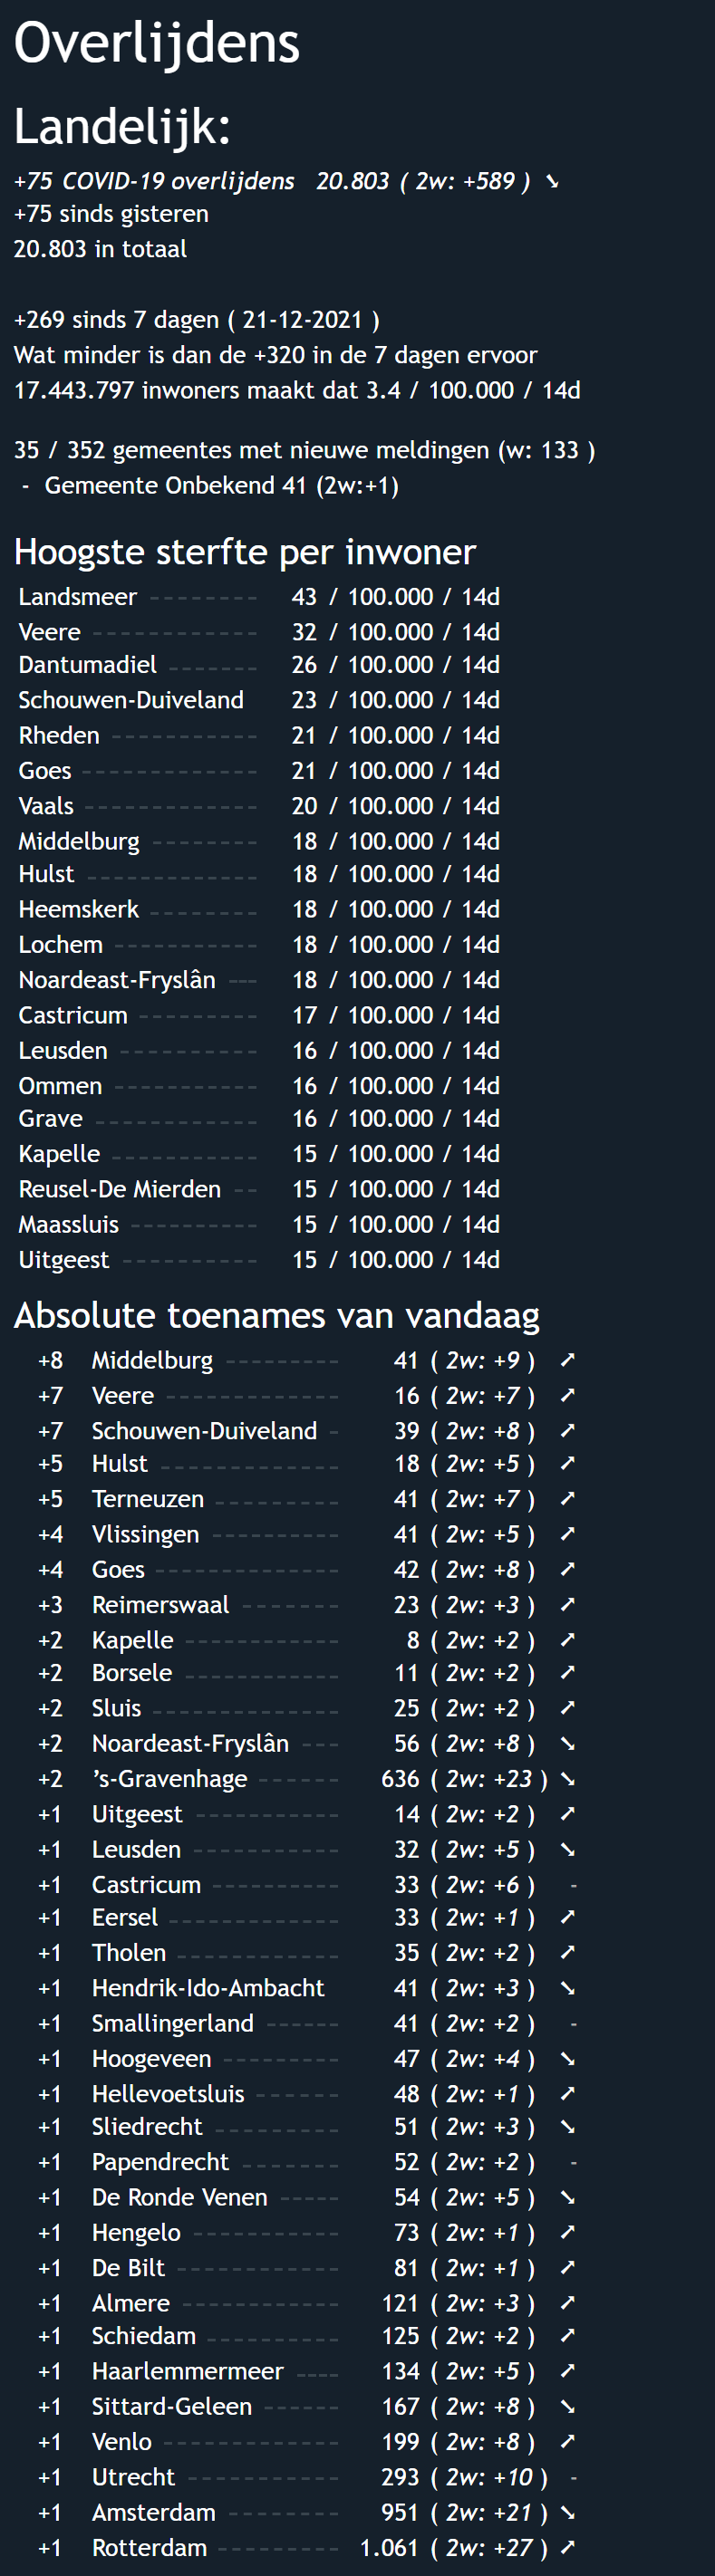 Overlijdens
Landelijk:
+75 COVID-19 overlijdens 20.803 ( 2w: +589 ) ➘
+75 sinds gisteren
20.803 in totaal
+269 sinds 7 dagen ( 21-12-2021 )
Wat minder is dan de +320 in de 7 dagen ervoor
17.443.797 inwoners maakt dat 3.4 / 100.000 / 14d
35 / 352 gemeentes met nieuwe meldingen (w: 133 )
- Gemeente Onbekend 41 (2w:+1)
Hoogste sterfte per inwoner
Landsmeer 43 / 100.000 / 14d
Veere 32 / 100.000 / 14d
Dantumadiel 26 / 100.000 / 14d
Schouwen-Duiveland 23 / 100.000 / 14d
Rheden 21 / 100.000 / 14d
Goes 21 / 100.000 / 14d
Vaals 20 / 100.000 / 14d
Middelburg 18 / 100.000 / 14d
Hulst 18 / 100.000 / 14d
Heemskerk 18 / 100.000 / 14d
Lochem 18 / 100.000 / 14d
Noardeast-Fryslân 18 / 100.000 / 14d
Castricum 17 / 100.000 / 14d
Leusden 16 / 100.000 / 14d
Ommen 16 / 100.000 / 14d
Grave 16 / 100.000 / 14d
Kapelle 15 / 100.000 / 14d
Reusel-De Mierden 15 / 100.000 / 14d
Maassluis 15 / 100.000 / 14d
Uitgeest 15 / 100.000 / 14d
Absolute toenames van vandaag
+8 Middelburg 41 ( 2w: +9 ) ➚
+7 Veere 16 ( 2w: +7 ) ➚
+7 Schouwen-Duiveland 39 ( 2w: +8 ) ➚
+5 Hulst 18 ( 2w: +5 ) ➚
+5 Terneuzen 41 ( 2w: +7 ) ➚
+4 Vlissingen 41 ( 2w: +5 ) ➚
+4 Goes 42 ( 2w: +8 ) ➚
+3 Reimerswaal 23 ( 2w: +3 ) ➚
+2 Kapelle 8 ( 2w: +2 ) ➚
+2 Borsele 11 ( 2w: +2 ) ➚
+2 Sluis 25 ( 2w: +2 ) ➚
+2 Noardeast-Fryslân 56 ( 2w: +8 ) ➘
+2 ’s-Gravenhage 636 ( 2w: +23 ) ➘
+1 Uitgeest 14 ( 2w: +2 ) ➚
+1 Leusden 32 ( 2w: +5 ) ➘
+1 Castricum 33 ( 2w: +6 ) -
+1 Eersel 33 ( 2w: +1 ) ➚
+1 Tholen 35 ( 2w: +2 ) ➚
+1 Hendrik-Ido-Ambacht 41 ( 2w: +3 ) ➘
+1 Smallingerland 41 ( 2w: +2 ) -
+1 Hoogeveen 47 ( 2w: +4 ) ➘
+1 Hellevoetsluis 48 ( 2w: +1 ) ➚
+1 Sliedrecht 51 ( 2w: +3 ) ➘
+1 Papendrecht 52 ( 2w: +2 ) -
+1 De Ronde Venen 54 ( 2w: +5 ) ➘
+1 Hengelo 73 ( 2w: +1 ) ➚
+1 De Bilt 81 ( 2w: +1 ) ➚
+1 Almere 121 ( 2w: +3 ) ➚
+1 Schiedam 125 ( 2w: +2 ) ➚
+1 Haarlemmermeer 134 ( 2w: +5 ) ➚
+1 Sittard-Geleen 167 ( 2w: +8 ) ➘
+1 Venlo 199 ( 2w: +8 ) ➚
+1 Utrecht 293 ( 2w: +10 ) -
+1 Amsterdam 951 ( 2w: +21 ) ➘
+1 Rotterdam 1.061 ( 2w: +27 ) ➚